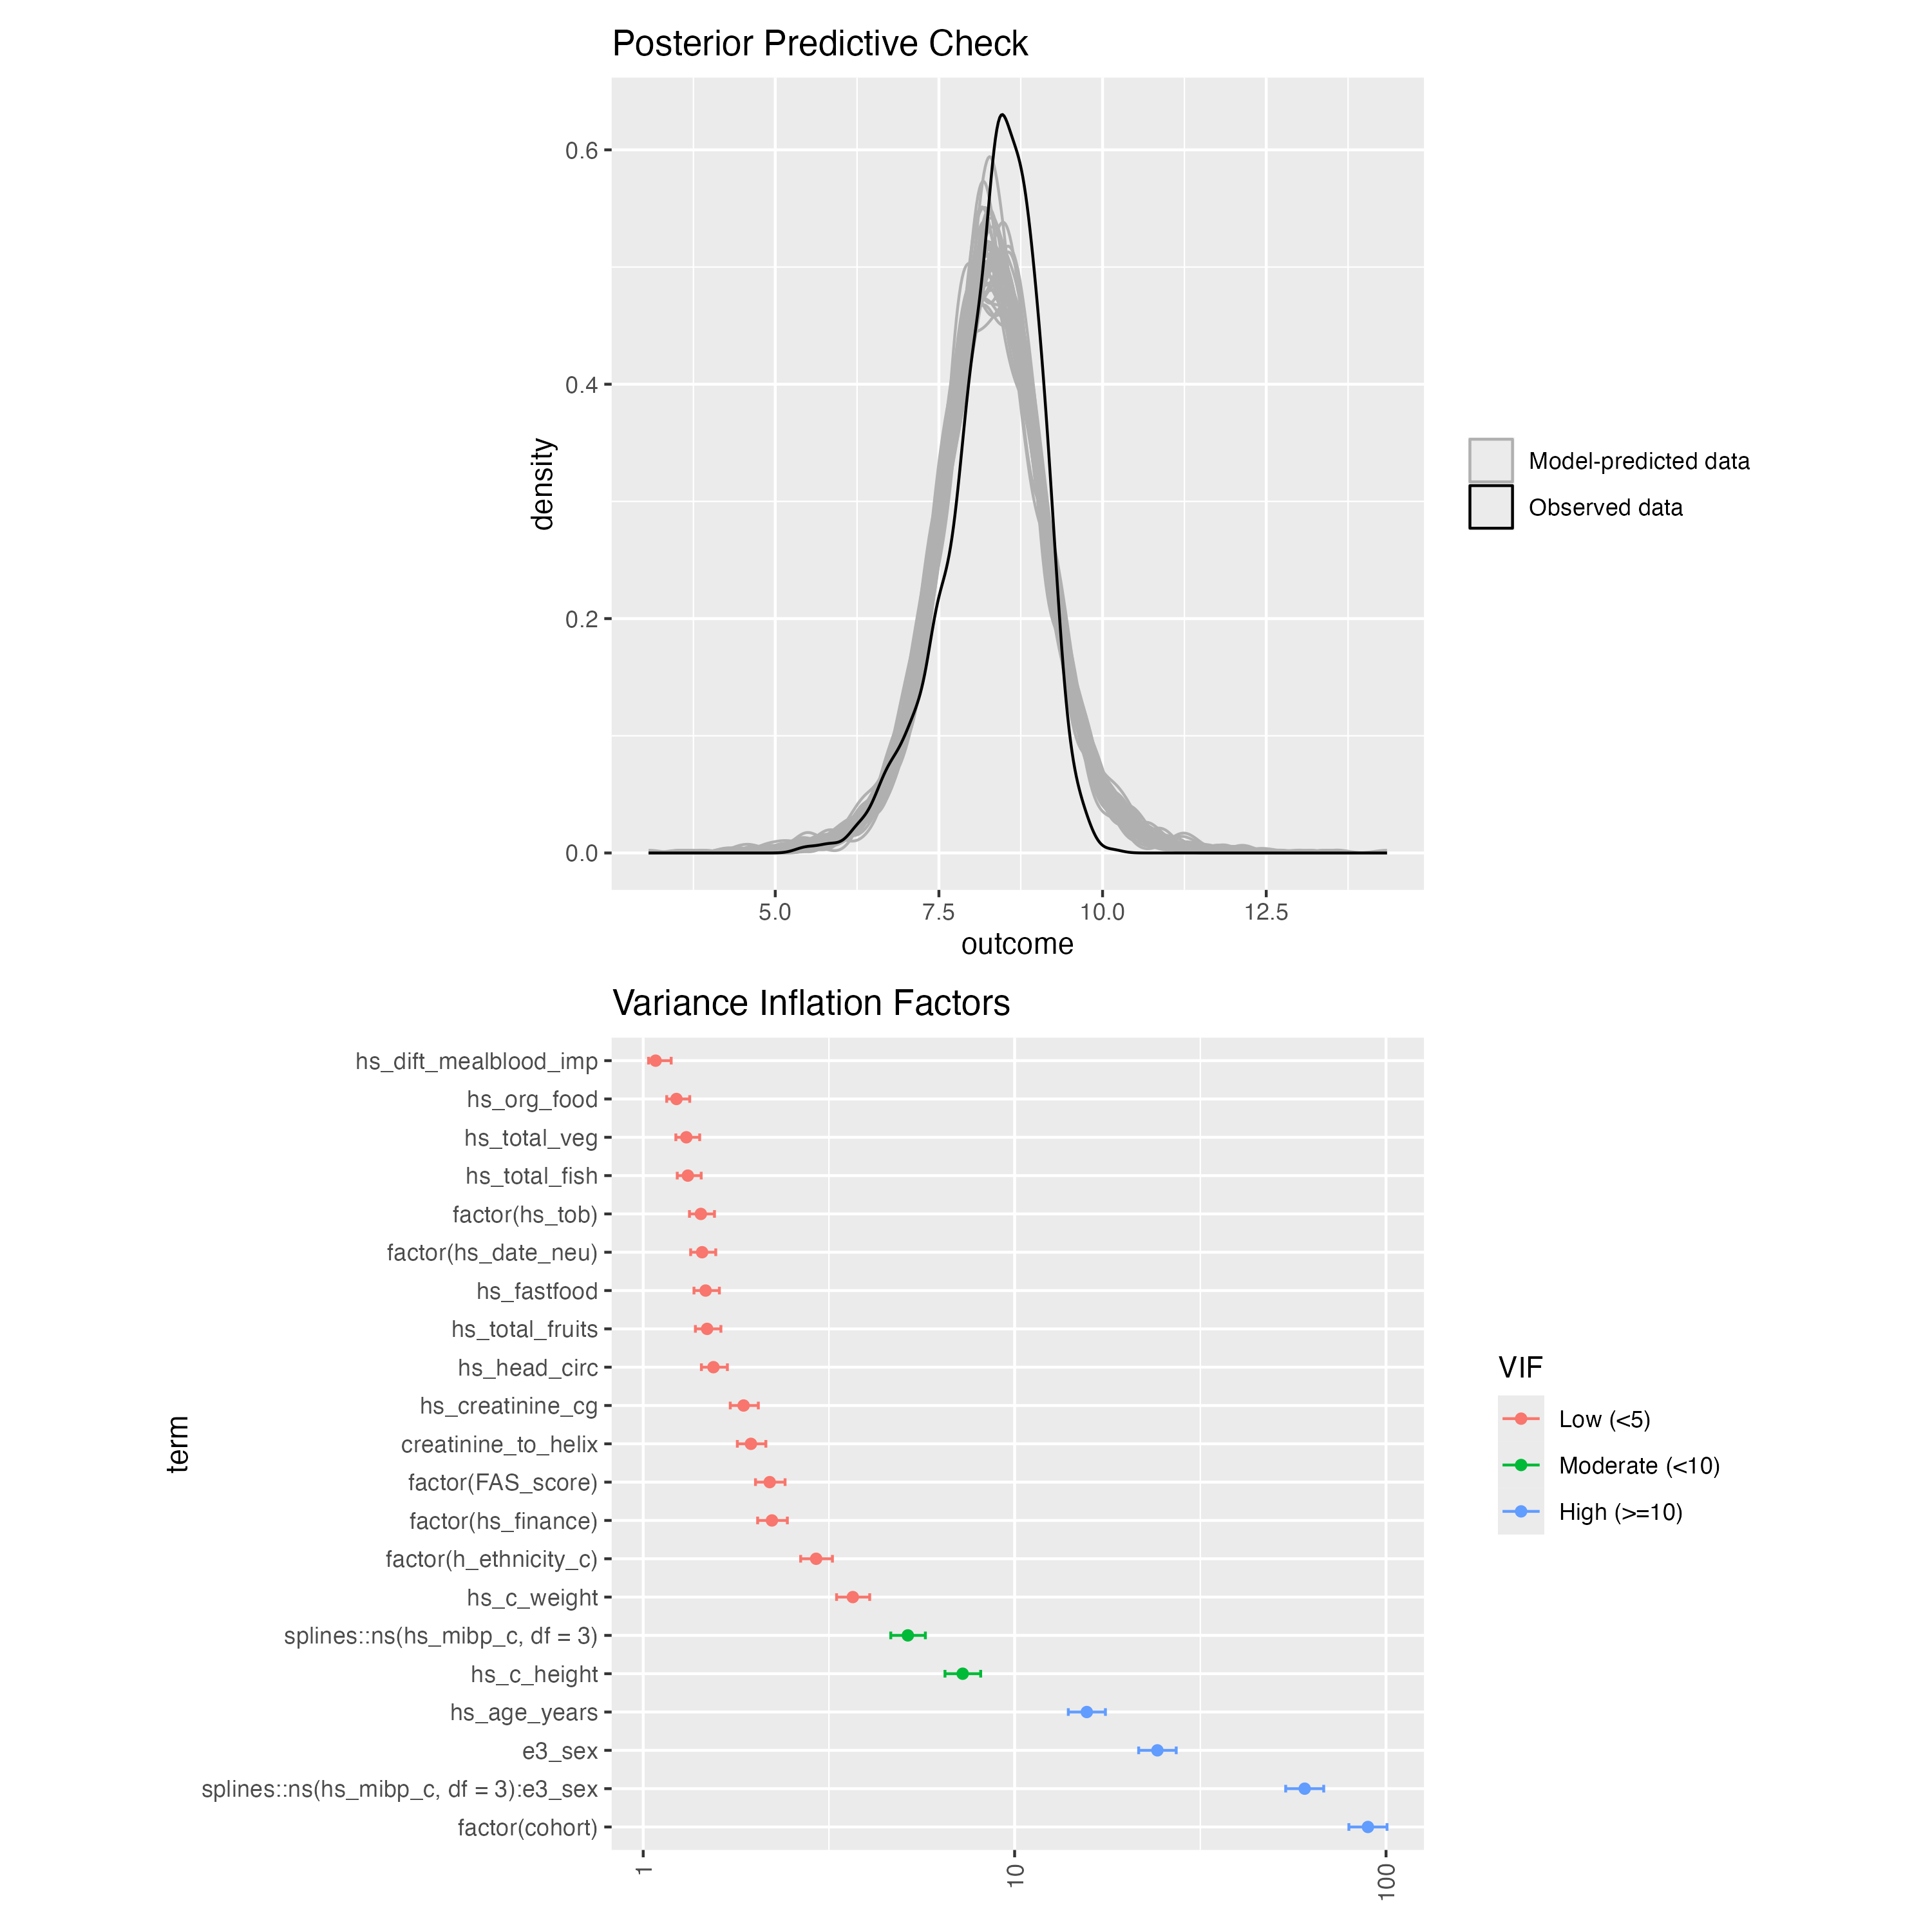 Posterior Predictive Check
0.6
0.4
0.2
0.0
density
5.0 7.5 10.0 12.5
outcome
Model-predicted data
Observed data
Variance Inflation Factors
term
hs_dift_mealblood_imp
hs_org_food
hs_total_veg
hs_total_fish
factor(hs_tob)
factor(hs_date_neu)
hs_fastfood
hs_total_fruits
hs_head_circ
hs_creatinine_cg
creatinine_to_helix
factor(FAS_score)
factor(hs_finance)
factor(h_ethnicity_c)
hs_c_weight
splines::ns(hs_mibp_c, df = 3)
hs_c_height
hs_age_years
e3_sex
splines::ns(hs_mibp_c, df = 3):e3_sex
factor(cohort)
1 10 100
VIF
Low (<5)
Moderate (<10)
High (>=10)